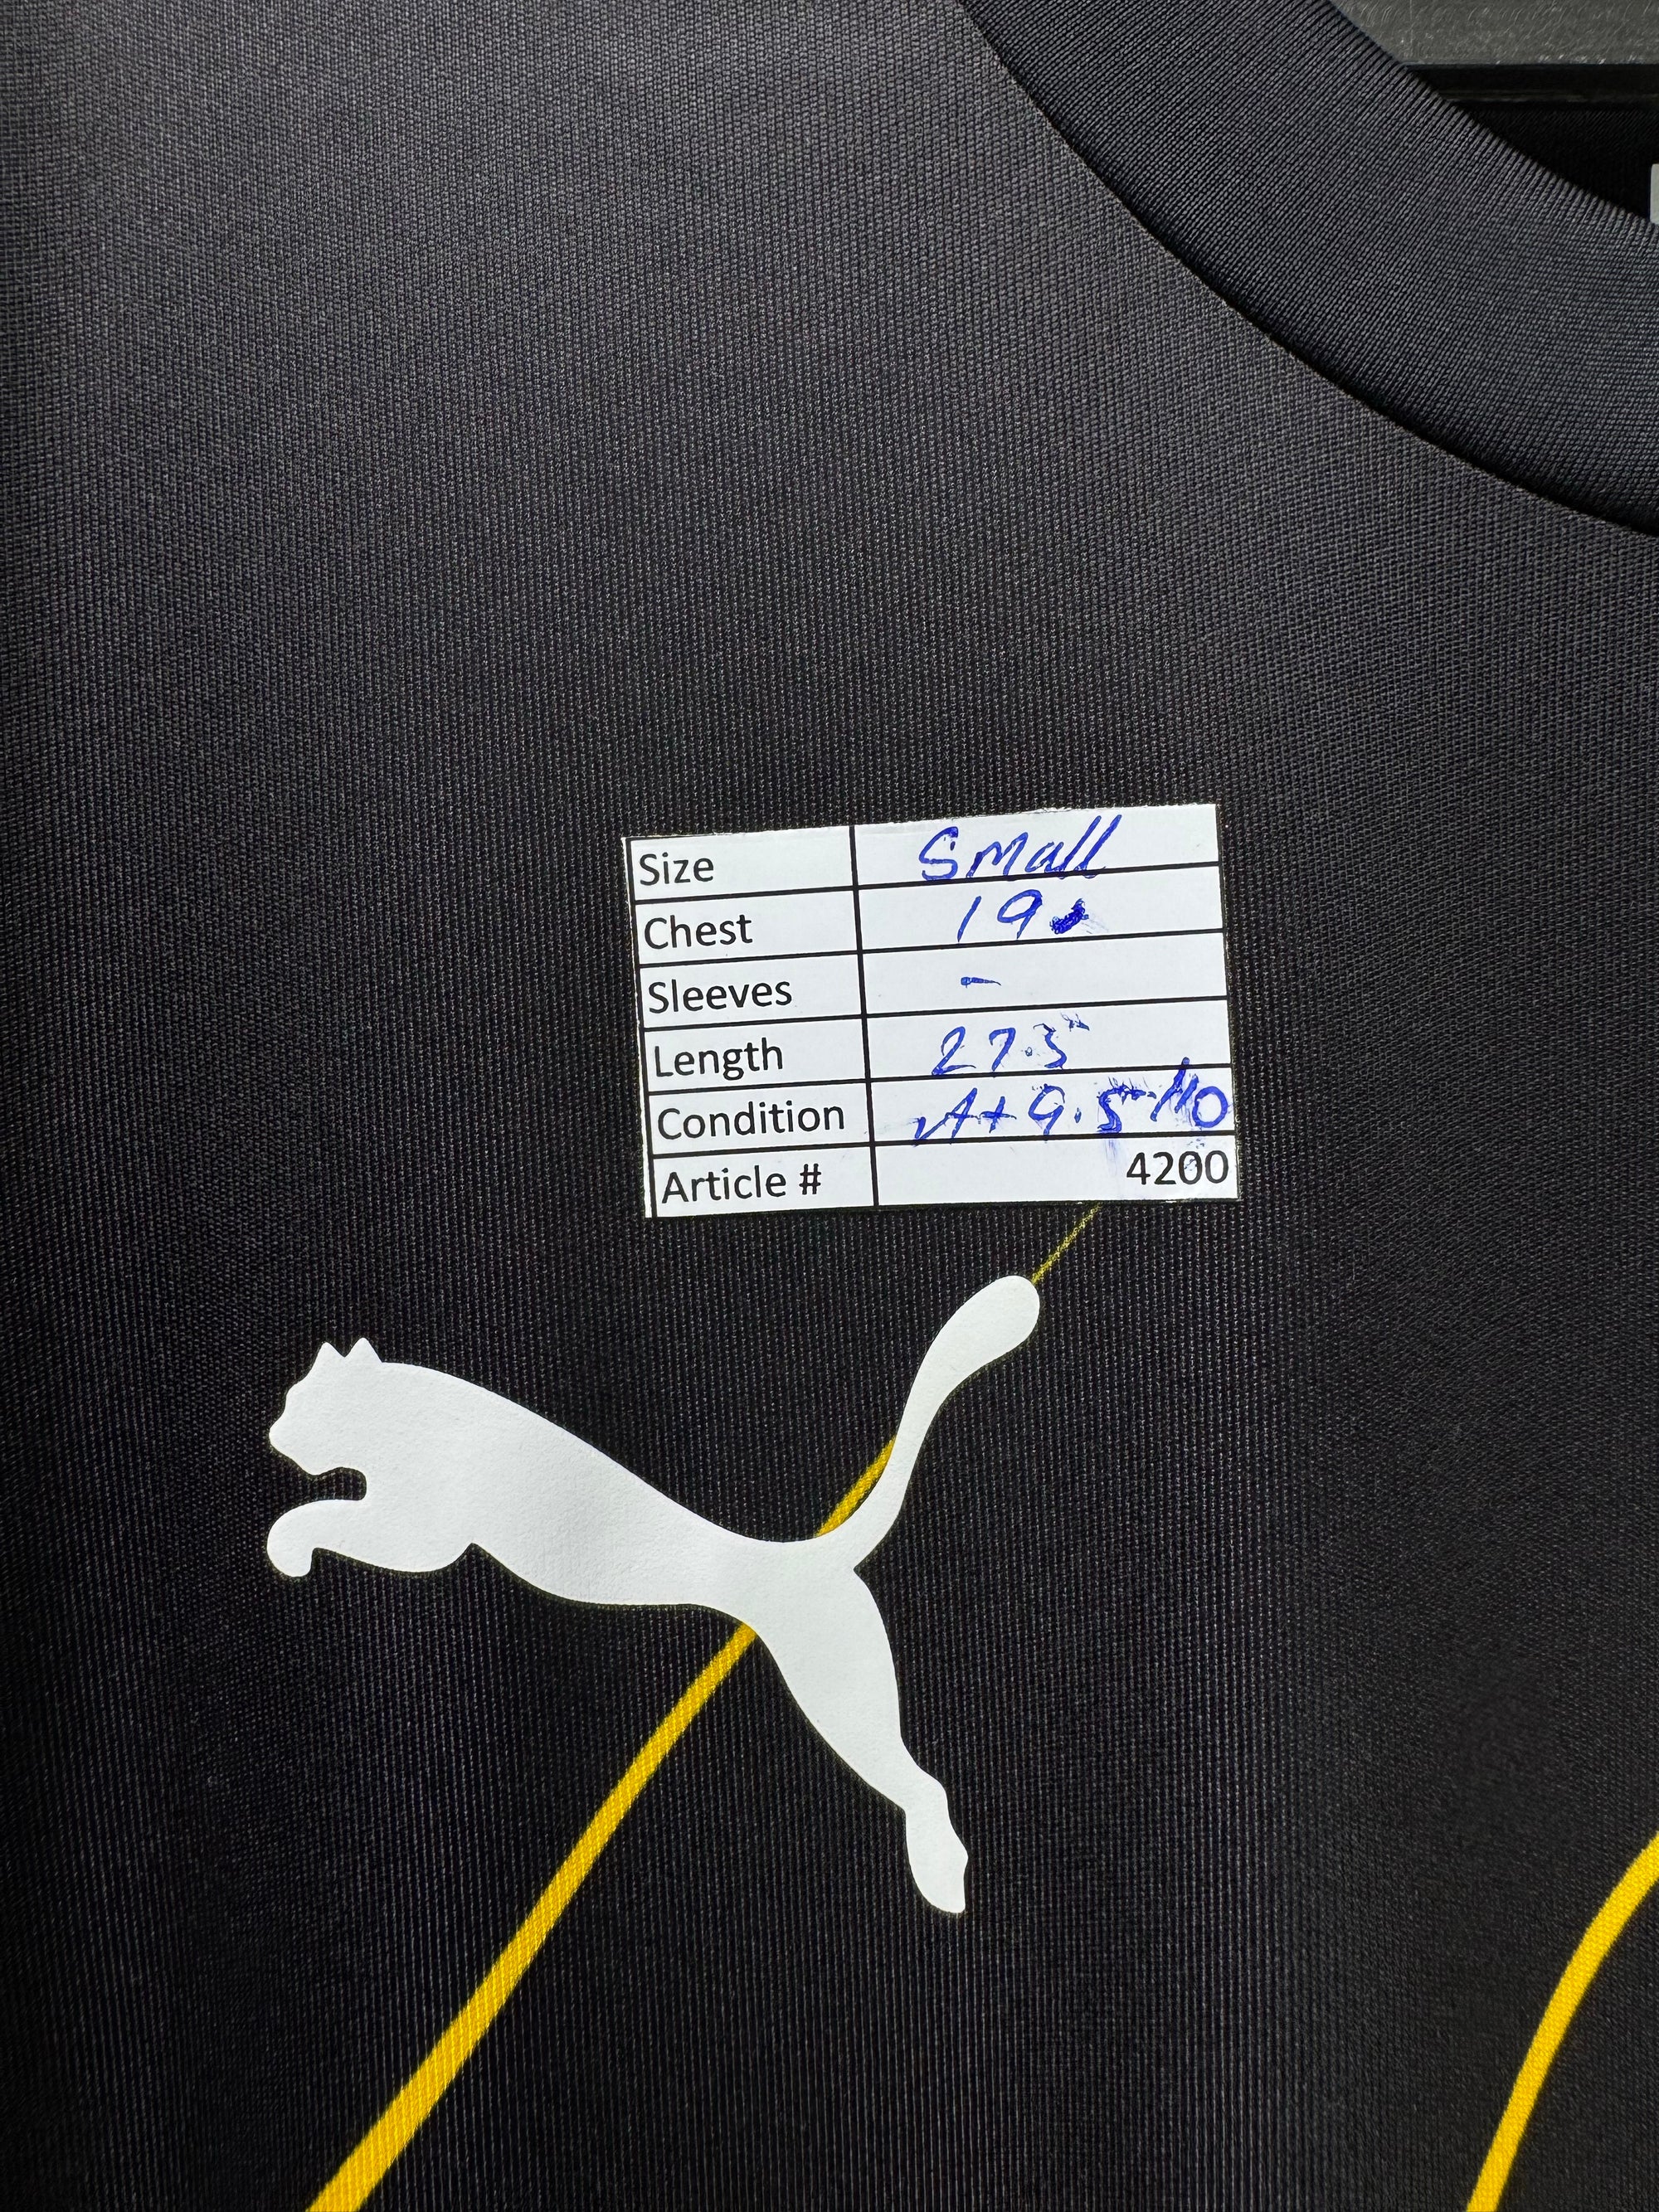 Size Small
Chest 19
Sleeves -
Length 27.5
Condition A+ 9.5/10
Article # 4200